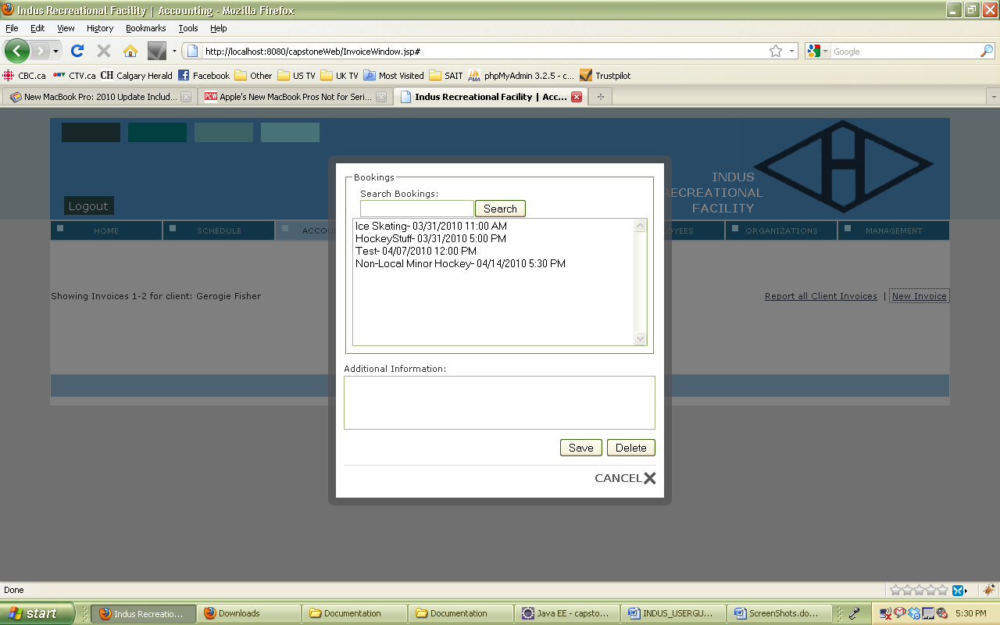 Indus Recreational Facility | Accounting - Mozilla Firefox
File Edit View History Bookmarks Tools Help
http://localhost:8080/capstoneWeb/InvoiceWindow.jsp#
Google
CBC.ca CTV.ca CH Calgary Herald Facebook Other US TV UK TV Most Visited SAIT PMA phpMyAdmin 3.2.5 - c... Trustpilot
New MacBook Pro: 2010 Update Includ... PCW Apple's New MacBook Pros Not for Seri... Indus Recreational Facility | Acc...
INDUS
RECREATIONAL
FACILITY
H
Logout
HOME SCHEDULE ACCOU OYEES ORGANIZATIONS MANAGEMENT
Bookings
Search Bookings:
Search
Ice Skating- 03/31/2010 11:00 AM
HockeyStuff- 03/31/2010 5:00 PM
Test- 04/07/2010 12:00 PM
Non-Local Minor Hockey- 04/14/2010 5:30 PM
Showing Invoices 1-2 for client: Gerogie Fisher
Report all Client Invoices | New Invoice
Additional Information:
Save Delete
CANCEL
Done
start Indus Recreatio... Downloads Documentation Documentation Java EE - capsto... INDUS_USERGU... ScreenShots.do... 5:30 PM